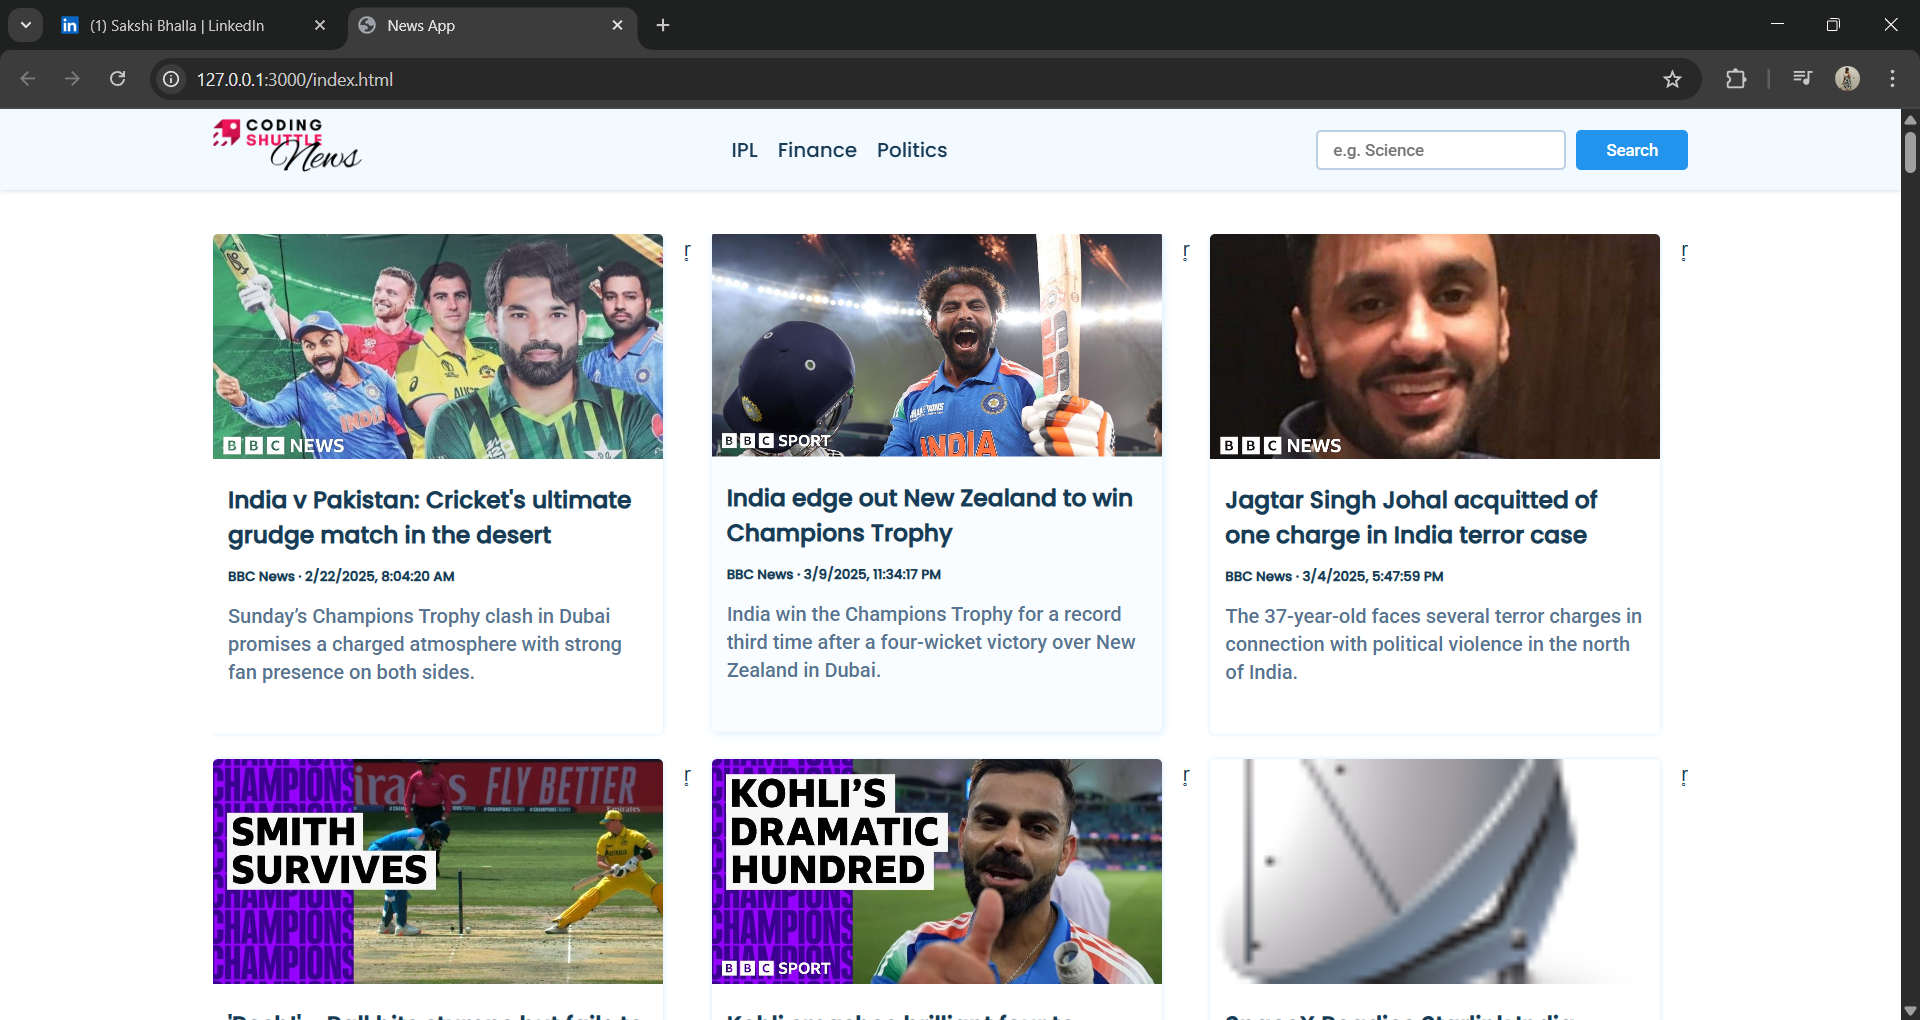 (1) Sakshi Bhalla | LinkedIn
News App
127.0.0.1:3000/index.html
CODING
SHUTTLE
News
IPL Finance Politics
e.g. Science
Search
BBC NEWS
INDIA
BBC SPORT
INDIA
BBC NEWS
ṛ
ṛ
ṛ
India v Pakistan: Cricket's ultimate
grudge match in the desert
BBC News · 2/22/2025, 8:04:20 AM
Sunday’s Champions Trophy clash in Dubai
promises a charged atmosphere with strong
fan presence on both sides.
India edge out New Zealand to win
Champions Trophy
BBC News · 3/9/2025, 11:34:17 PM
India win the Champions Trophy for a record
third time after a four-wicket victory over New
Zealand in Dubai.
Jagtar Singh Johal acquitted of
one charge in India terror case
BBC News · 3/4/2025, 5:47:59 PM
The 37-year-old faces several terror charges in
connection with political violence in the north
of India.
CHAMPIONS
FLY BETTER
Emirates
SMITH
SURVIVES
CHAMPIONS
CHAMPIONS
CHAMPIONS
ṛ
KOHLI’S
DRAMATIC
HUNDRED
CHAMPIONS
CHAMPIONS
BBC SPORT
ṛ
ṛ